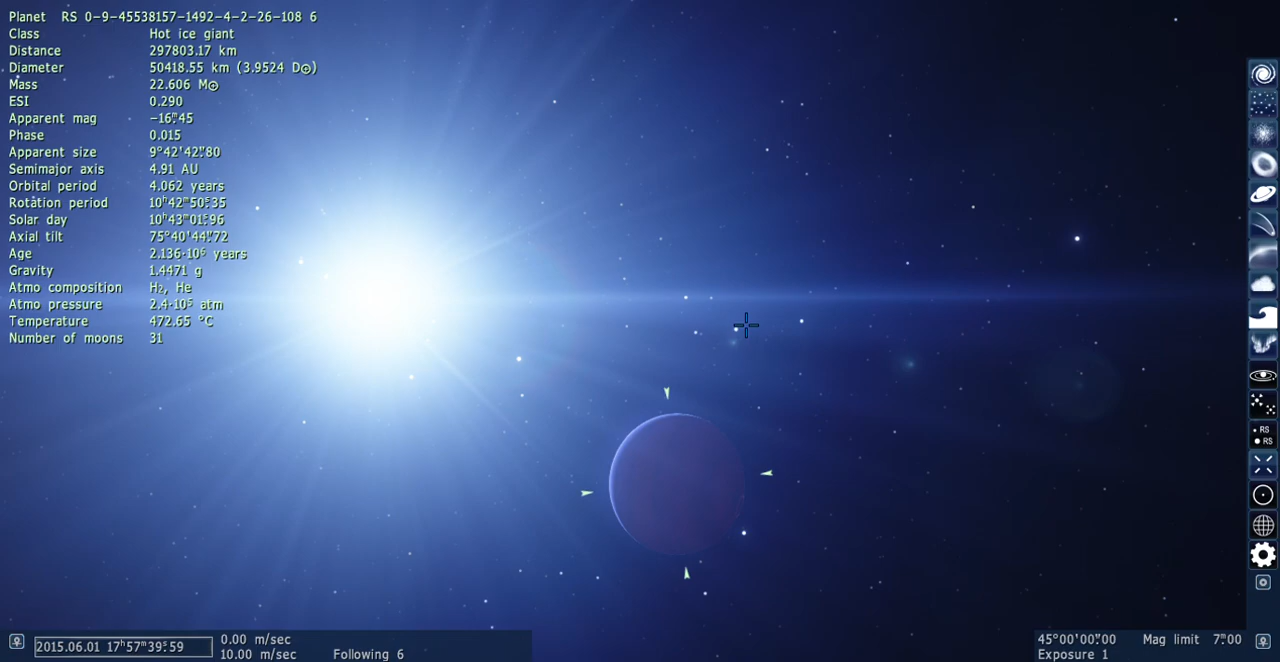 Planet RS 0-9-45538157-1492-4-2-26-108 6
Class Hot ice giant
Distance 297803.17 km
Diameter 50418.55 km (3.9524 D⊙)
Mass 22.606 M⊙
ESI 0.290
Apparent mag −16ᵐ45
Phase 0.015
Apparent size 9°42'42"80
Semimajor axis 4.91 AU
Orbital period 4.062 years
Rotation period 10ʰ42ᵐ50ˢ35
Solar day 10ʰ43ᵐ01ˢ96
Axial tilt 75°40'44"72
Age 2.136·10⁶ years
Gravity 1.4471 g
Atmo composition H₂, He
Atmo pressure 2.4·10⁵ atm
Temperature 472.65 °C
Number of moons 31
RS
RS
2015.06.01 17ʰ57ᵐ39ˢ59
0.00 m/sec
10.00 m/sec Following 6
45°00'00"00 Mag limit 7ᵐ00
Exposure 1